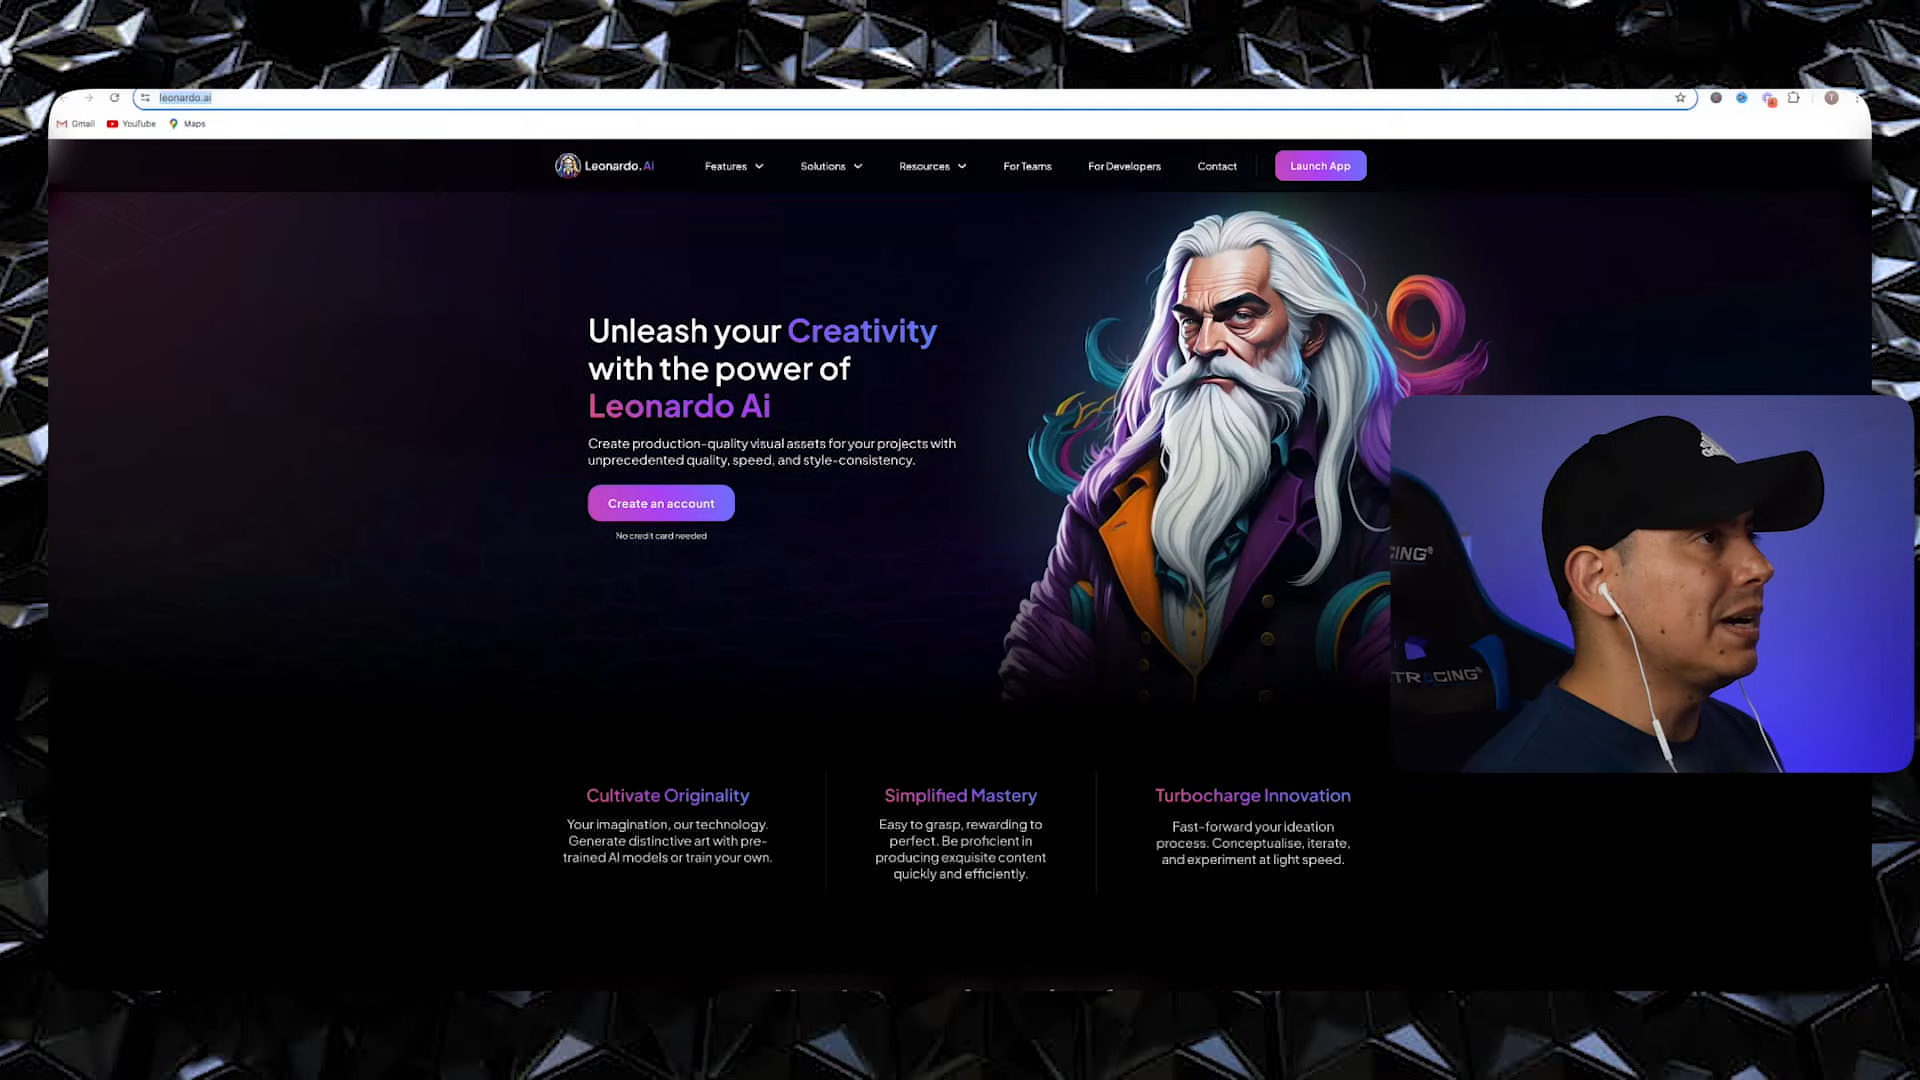 leonardo.ai
Gmail YouTube Maps
Leonardo.Ai Features Solutions Resources For Teams For Developers Contact Launch App
Unleash your Creativity
with the power of
Leonardo Ai
Create production-quality visual assets for your projects with
unprecedented quality, speed, and style-consistency.
Create an account
No credit card needed
CING®
TRACING®
Cultivate Originality
Your imagination, our technology.
Generate distinctive art with pre-
trained AI models or train your own.
Simplified Mastery
Easy to grasp, rewarding to
perfect. Be proficient in
producing exquisite content
quickly and efficiently.
Turbocharge Innovation
Fast-forward your ideation
process. Conceptualise, iterate,
and experiment at light speed.